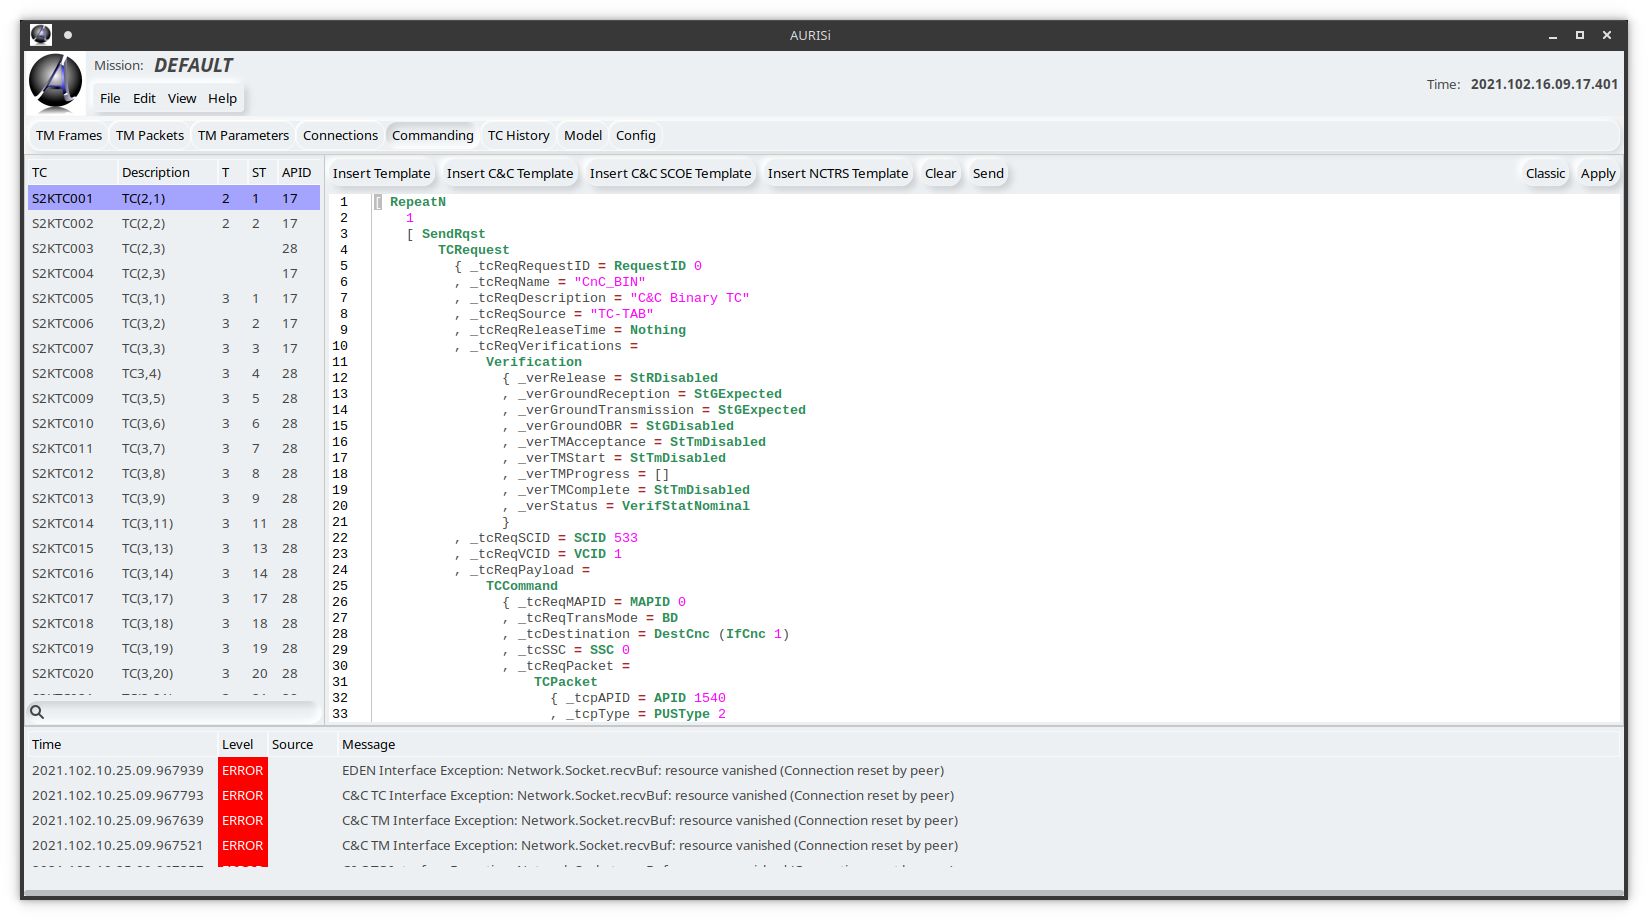 AURISi
Mission: DEFAULT
Time: 2021.102.16.09.17.401
File Edit View Help
TM Frames TM Packets TM Parameters Connections Commanding TC History Model Config
TC Description T ST APID
S2KTC001 TC(2,1) 2 1 17
S2KTC002 TC(2,2) 2 2 17
S2KTC003 TC(2,3) 28
S2KTC004 TC(2,3) 17
S2KTC005 TC(3,1) 3 1 17
S2KTC006 TC(3,2) 3 2 17
S2KTC007 TC(3,3) 3 3 17
S2KTC008 TC3,4) 3 4 28
S2KTC009 TC(3,5) 3 5 28
S2KTC010 TC(3,6) 3 6 28
S2KTC011 TC(3,7) 3 7 28
S2KTC012 TC(3,8) 3 8 28
S2KTC013 TC(3,9) 3 9 28
S2KTC014 TC(3,11) 3 11 28
S2KTC015 TC(3,13) 3 13 28
S2KTC016 TC(3,14) 3 14 28
S2KTC017 TC(3,17) 3 17 28
S2KTC018 TC(3,18) 3 18 28
S2KTC019 TC(3,19) 3 19 28
S2KTC020 TC(3,20) 3 20 28
Insert Template Insert C&C Template Insert C&C SCOE Template Insert NCTRS Template Clear Send Classic Apply
1 [ RepeatN
2 1
3 [ SendRqst
4 TCRequest
5 { _tcReqRequestID = RequestID 0
6 , _tcReqName = "CnC_BIN"
7 , _tcReqDescription = "C&C Binary TC"
8 , _tcReqSource = "TC-TAB"
9 , _tcReqReleaseTime = Nothing
10 , _tcReqVerifications =
11 Verification
12 { _verRelease = StRDisabled
13 , _verGroundReception = StGExpected
14 , _verGroundTransmission = StGExpected
15 , _verGroundOBR = StGDisabled
16 , _verTMAcceptance = StTmDisabled
17 , _verTMStart = StTmDisabled
18 , _verTMProgress = []
19 , _verTMComplete = StTmDisabled
20 , _verStatus = VerifStatNominal
21 }
22 , _tcReqSCID = SCID 533
23 , _tcReqVCID = VCID 1
24 , _tcReqPayload =
25 TCCommand
26 { _tcReqMAPID = MAPID 0
27 , _tcReqTransMode = BD
28 , _tcDestination = DestCnc (IfCnc 1)
29 , _tcSSC = SSC 0
30 , _tcReqPacket =
31 TCPacket
32 { _tcpAPID = APID 1540
33 , _tcpType = PUSType 2
Time Level Source Message
2021.102.10.25.09.967939 ERROR EDEN Interface Exception: Network.Socket.recvBuf: resource vanished (Connection reset by peer)
2021.102.10.25.09.967793 ERROR C&C TC Interface Exception: Network.Socket.recvBuf: resource vanished (Connection reset by peer)
2021.102.10.25.09.967639 ERROR C&C TM Interface Exception: Network.Socket.recvBuf: resource vanished (Connection reset by peer)
2021.102.10.25.09.967521 ERROR C&C TM Interface Exception: Network.Socket.recvBuf: resource vanished (Connection reset by peer)